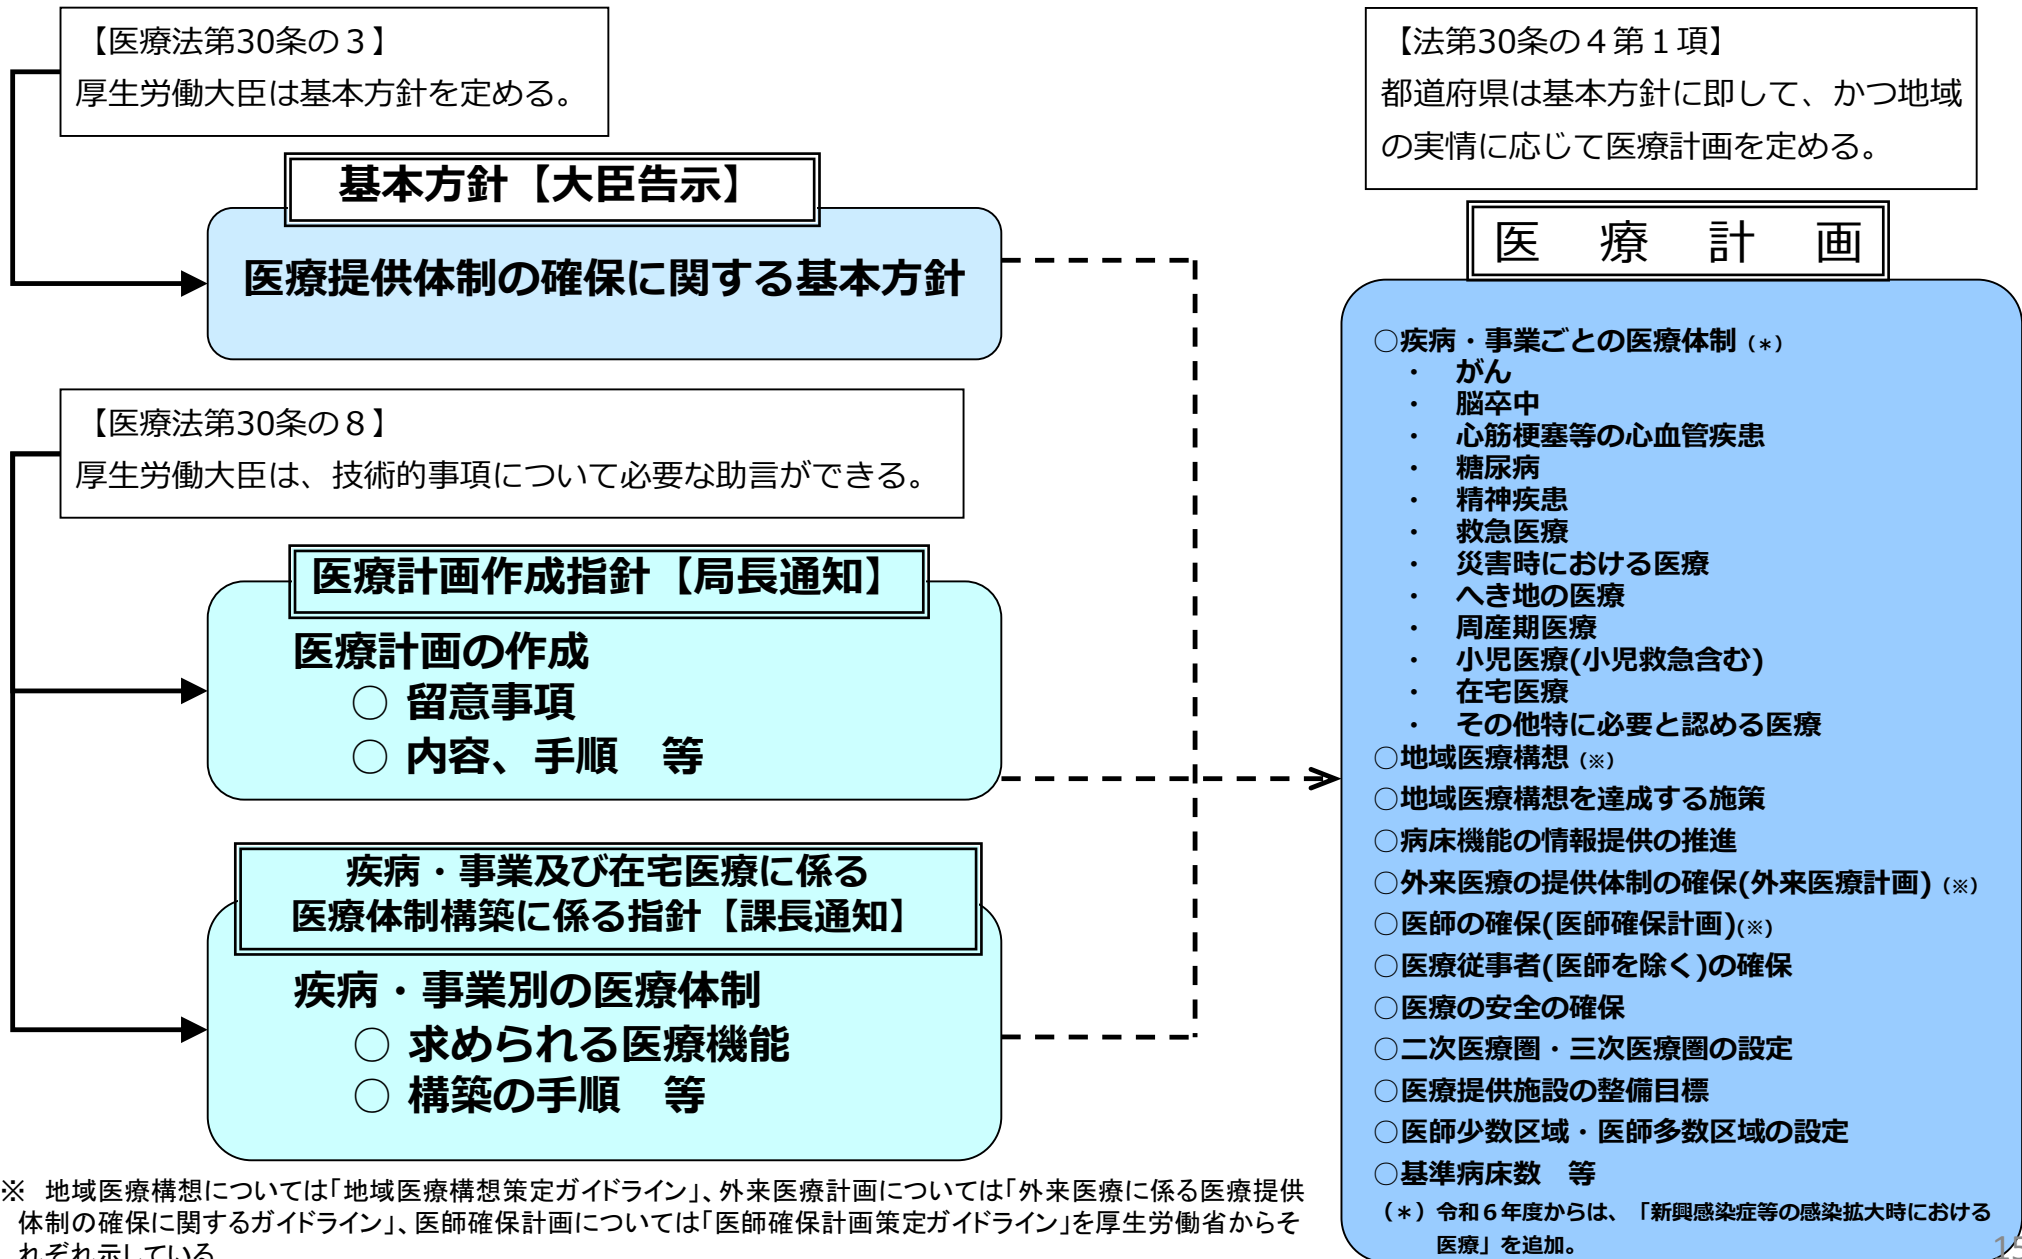 【医療法第30条の３】
厚生労働大臣は基本方針を定める。
基本方針【大臣告示】
医療提供体制の確保に関する基本方針
【医療法第30条の８】
厚生労働大臣は、技術的事項について必要な助言ができる。
医療計画作成指針【局長通知】
医療計画の作成
○ 留意事項
○ 内容、手順　等
疾病・事業及び在宅医療に係る
医療体制構築に係る指針【課長通知】
疾病・事業別の医療体制
○ 求められる医療機能
○ 構築の手順　等
※　地域医療構想については「地域医療構想策定ガイドライン」、外来医療計画については「外来医療に係る医療提供
体制の確保に関するガイドライン」、医師確保計画については「医師確保計画策定ガイドライン」を厚生労働省からそ
れぞれ示している
【法第30条の４第１項】
都道府県は基本方針に即して、かつ地域
の実情に応じて医療計画を定める。
医　療　計　画
○疾病・事業ごとの医療体制（＊）
・　がん
・　脳卒中
・　心筋梗塞等の心血管疾患
・　糖尿病
・　精神疾患
・　救急医療
・　災害時における医療
・　へき地の医療
・　周産期医療
・　小児医療(小児救急含む)
・　在宅医療
・　その他特に必要と認める医療
○地域医療構想（※）
○地域医療構想を達成する施策
○病床機能の情報提供の推進
○外来医療の提供体制の確保(外来医療計画)（※）
○医師の確保(医師確保計画)(※)
○医療従事者(医師を除く)の確保
○医療の安全の確保
○二次医療圏・三次医療圏の設定
○医療提供施設の整備目標
○医師少数区域・医師多数区域の設定
○基準病床数　等
（＊）令和６年度からは、「新興感染症等の感染拡大時における
医療」を追加。